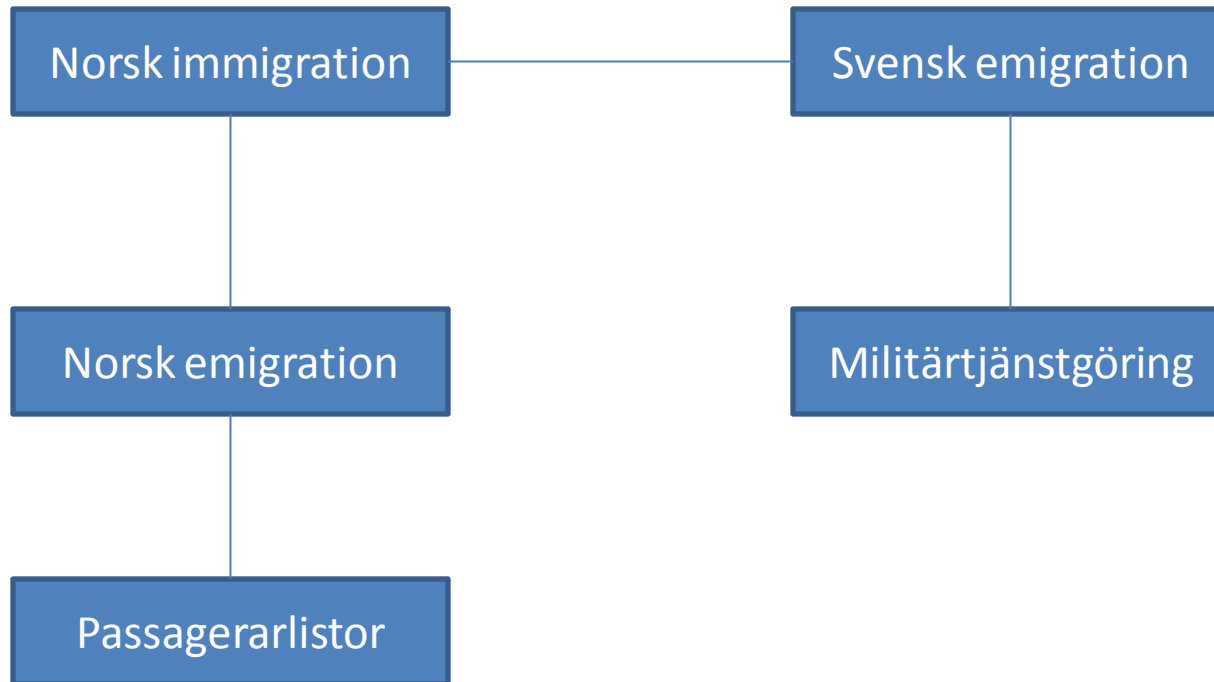 Norsk immigration
Svensk emigration
Norsk emigration
Militärtjänstgöring
Passagerarlistor